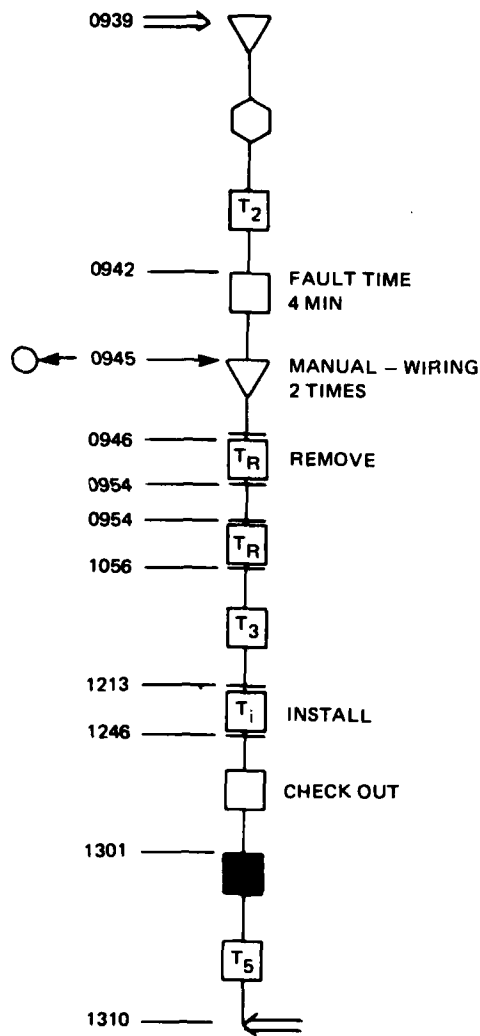 0939
T2
0942
FAULT TIME
4 MIN
0945
MANUAL – WIRING
2 TIMES
0946
TR
REMOVE
0954
0954
TR
1056
T3
1213
Ti
INSTALL
1246
CHECK OUT
1301
T5
1310